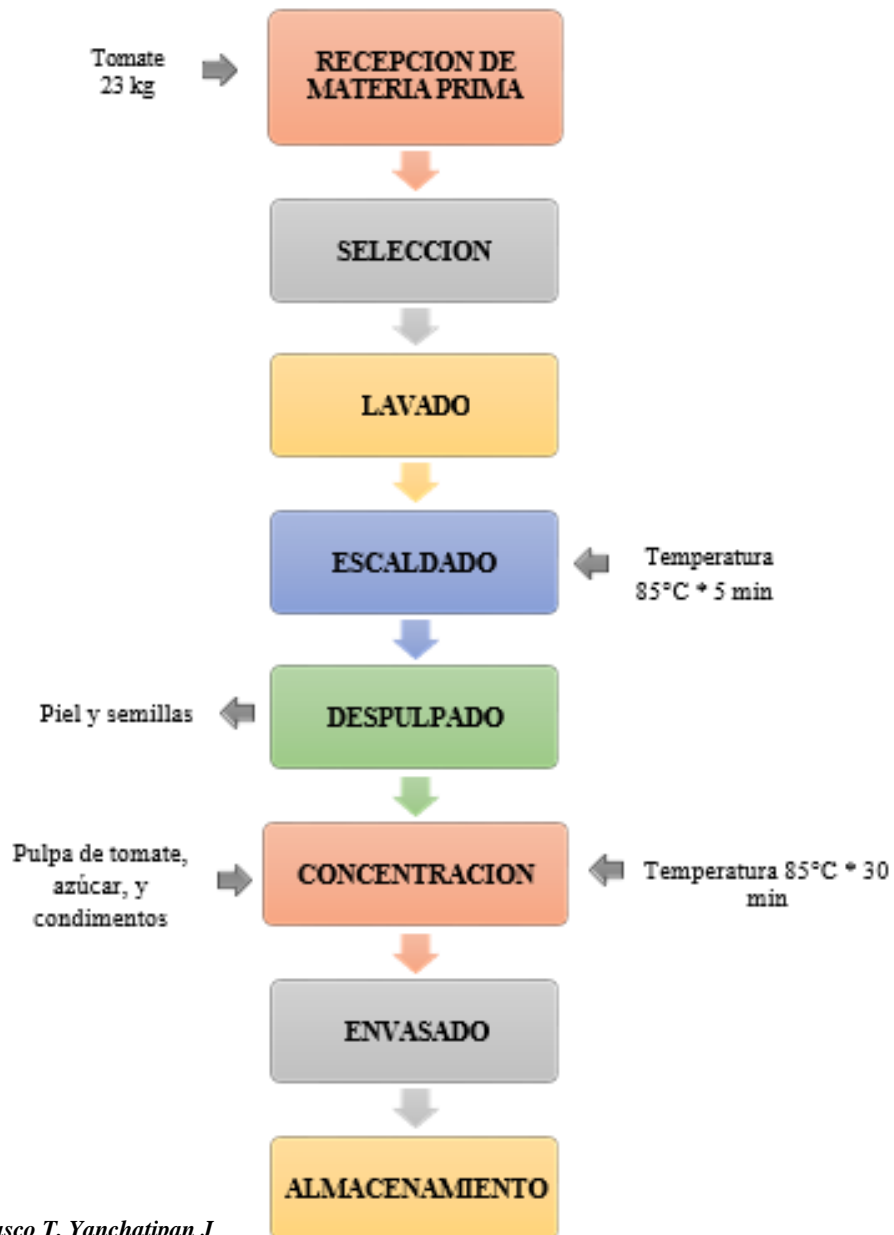 Tomate
23 kg
RECEPCION DE
MATERIA PRIMA
SELECCION
LAVADO
ESCALDADO
Temperatura
85°C * 5 min
Piel y semillas
DESPULPADO
Pulpa de tomate,
azúcar, y
condimentos
CONCENTRACION
Temperatura 85°C * 30
min
ENVASADO
ALMACENAMIENTO
T. Yanchatipan J